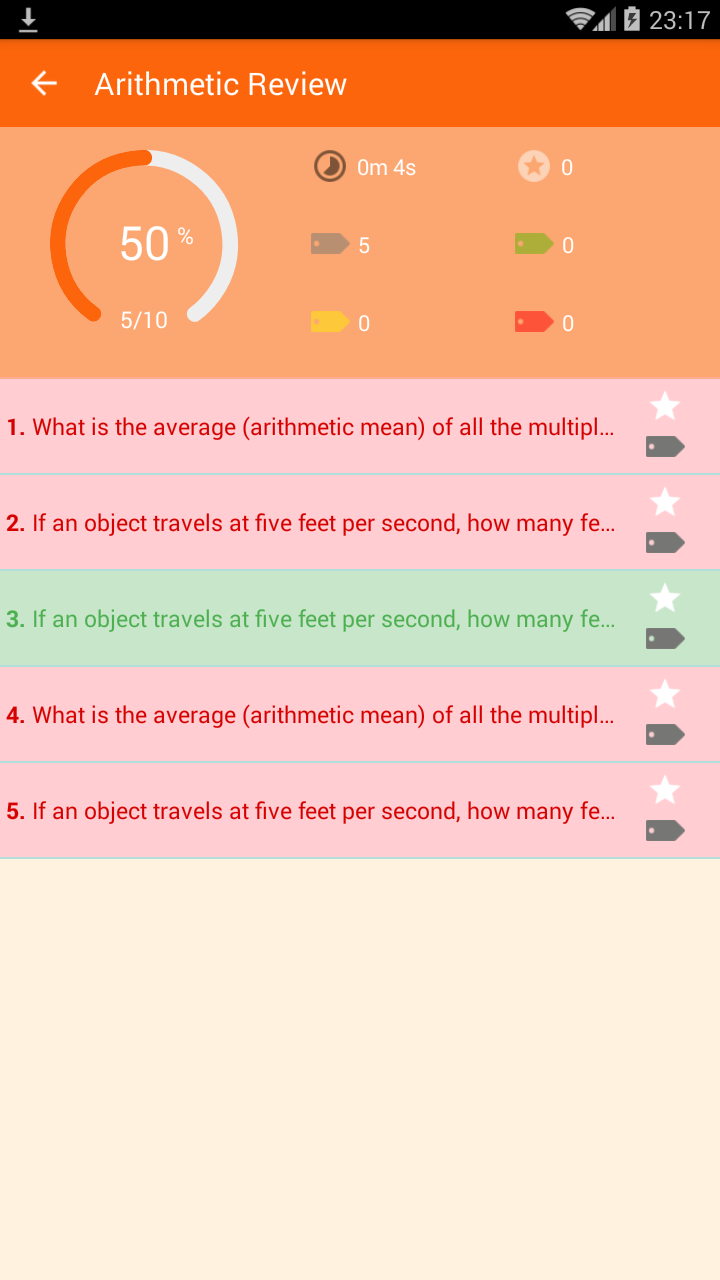 23:17
Arithmetic Review
0m 4s
0
50 %
5
0
5/10
0
0
1. What is the average (arithmetic mean) of all the multipl...
2. If an object travels at five feet per second, how many fe...
3. If an object travels at five feet per second, how many fe...
4. What is the average (arithmetic mean) of all the multipl...
5. If an object travels at five feet per second, how many fe...